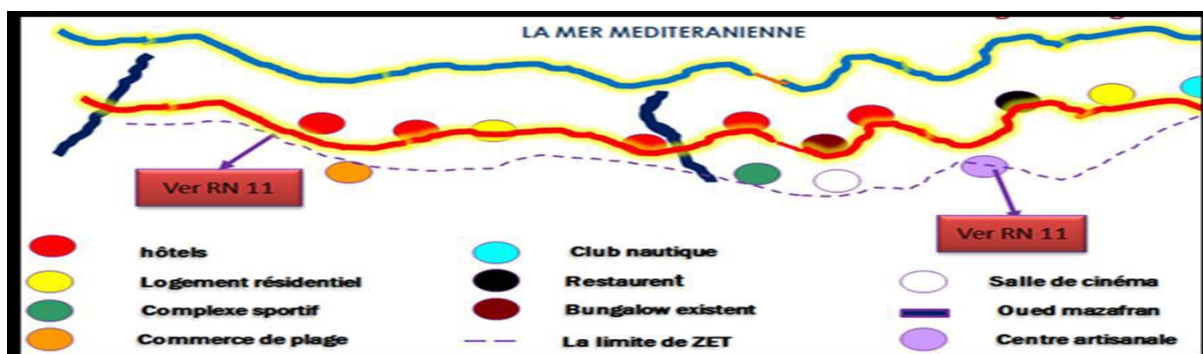 LA MER MEDITERANIENNE
Ver RN 11
Ver RN 11
hôtels
Club nautique
Logement résidentiel
Restaurent
Salle de cinéma
Complexe sportif
Bungalow existent
Oued mazafran
Commerce de plage
La limite de ZET
Centre artisanale